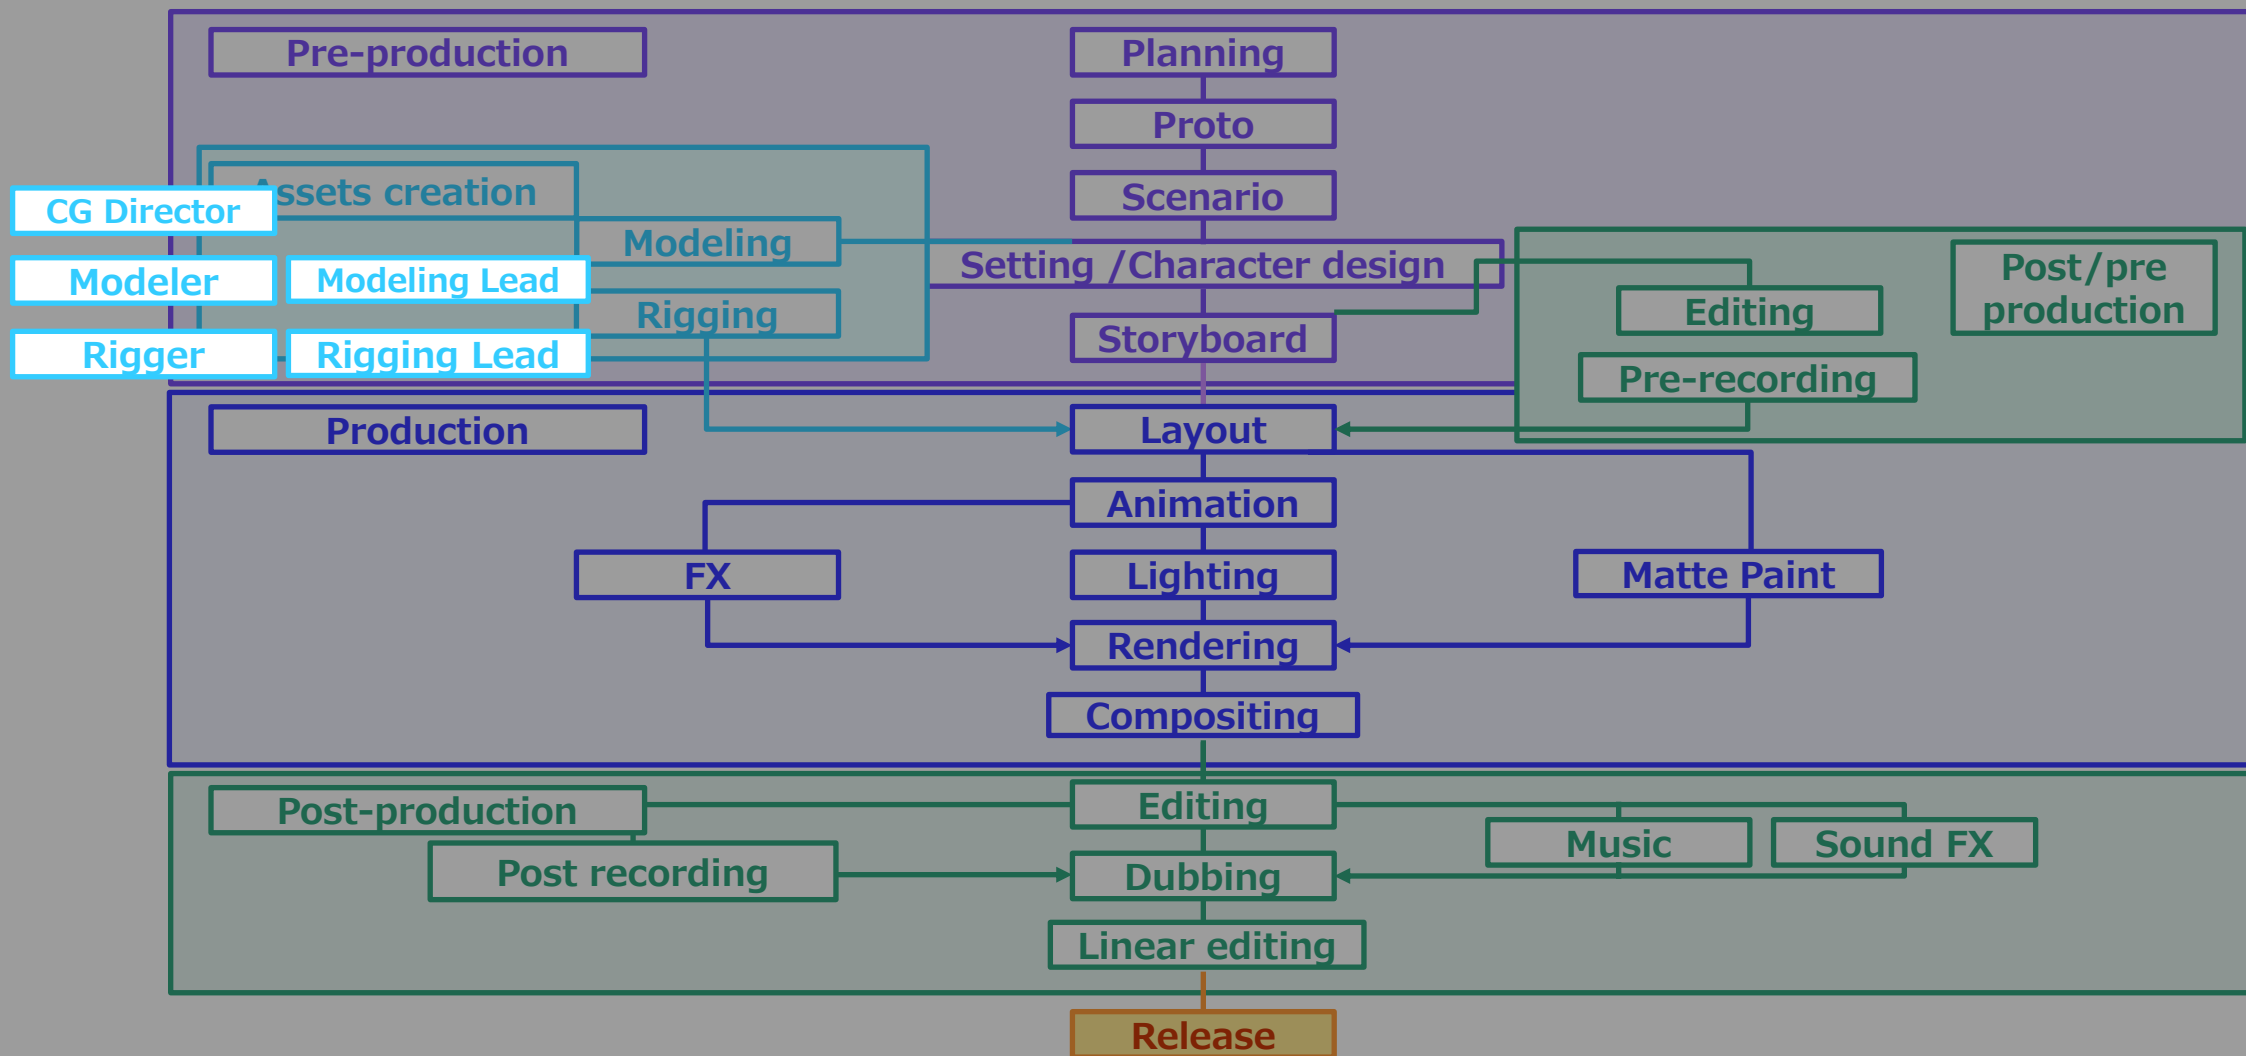 Pre-production
Planning
Proto
Assets creation
Scenario
CG Director
Modeling
Setting /Character design
Post/pre
production
Modeler
Modeling Lead
Rigging
Editing
Storyboard
Rigger
Rigging Lead
Pre-recording
Production
Layout
Animation
FX
Lighting
Matte Paint
Rendering
Compositing
Post-production
Editing
Music
Sound FX
Post recording
Dubbing
Linear editing
Release